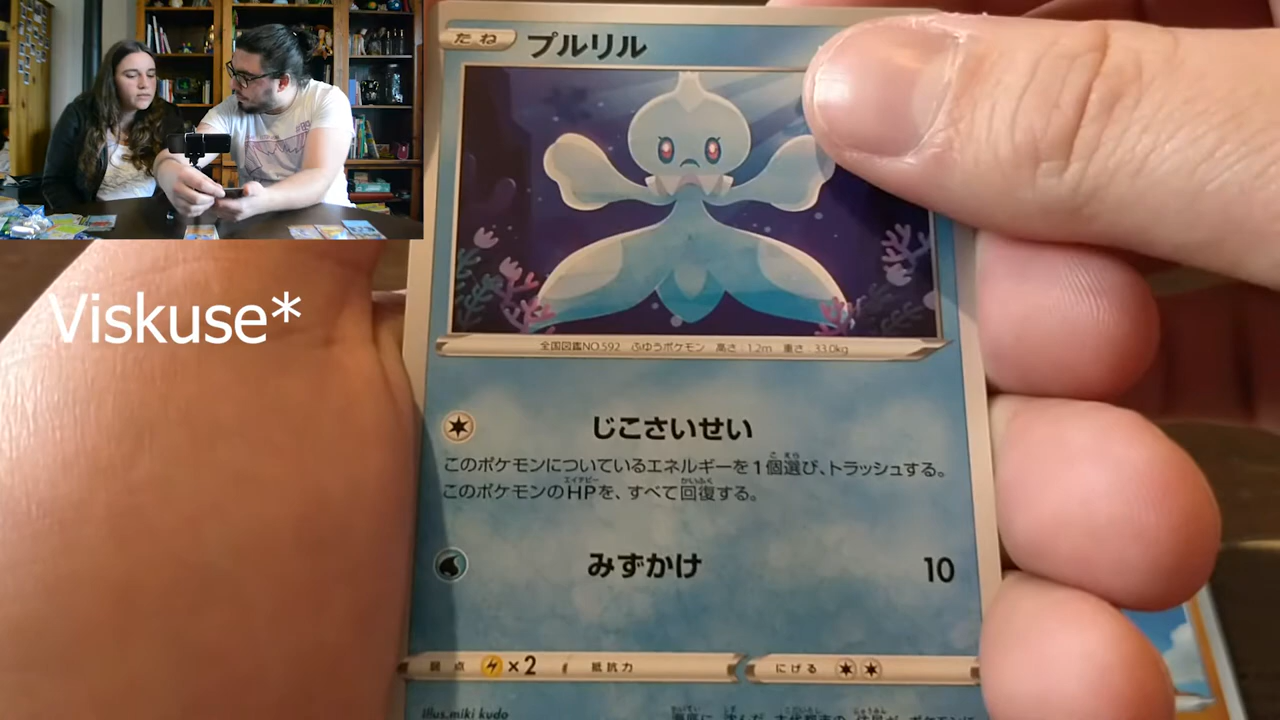 たね プルリル
全国図鑑NO.592 ふゆうポケモン 高さ:1.2m 重さ:33.0kg
Viskuse*
じこさいせい
このポケモンについているエネルギーを1個選び、トラッシュする。
このポケモンのHPを、すべて回復する。
みずかけ 10
弱点 ×2 抵抗力 にげる
illus.miki kudo